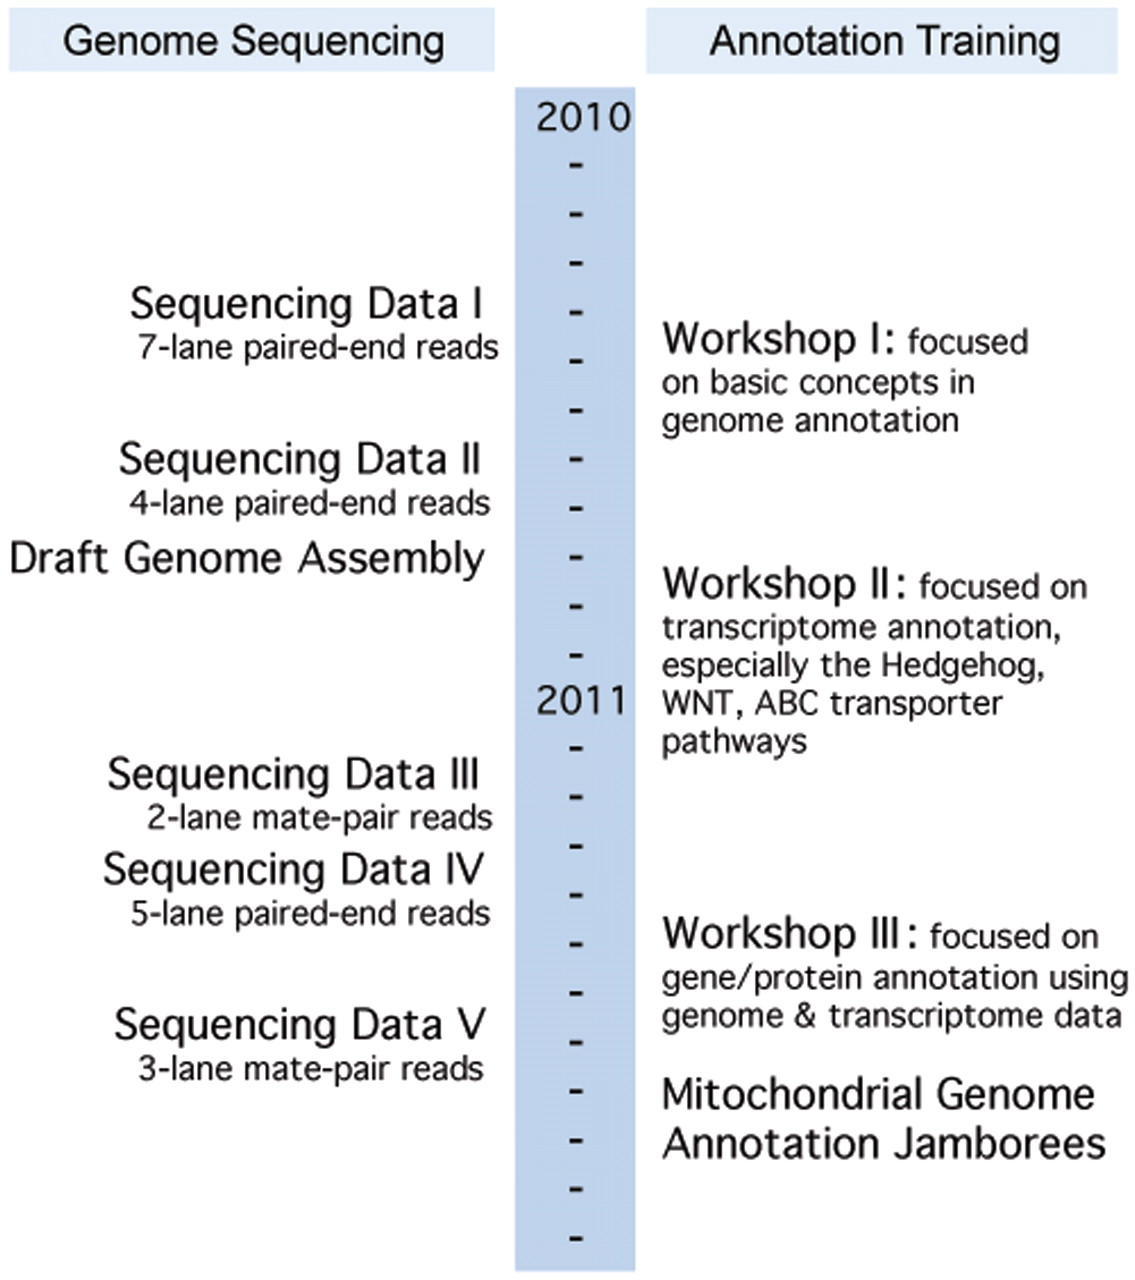 Genome Sequencing
Annotation Training
2010
-
-
-
Sequencing Data I
7-lane paired-end reads
-
-
Workshop I: focused
on basic concepts in
genome annotation
-
Sequencing Data II
4-lane paired-end reads
-
-
Draft Genome Assembly
-
-
-
Workshop II: focused on
transcriptome annotation,
especially the Hedgehog,
WNT, ABC transporter
pathways
2011
-
Sequencing Data III
2-lane mate-pair reads
-
-
Sequencing Data IV
5-lane paired-end reads
-
-
Workshop III: focused on
gene/protein annotation using
genome & transcriptome data
-
Sequencing Data V
3-lane mate-pair reads
-
-
Mitochondrial Genome
Annotation Jamborees
-
-
-